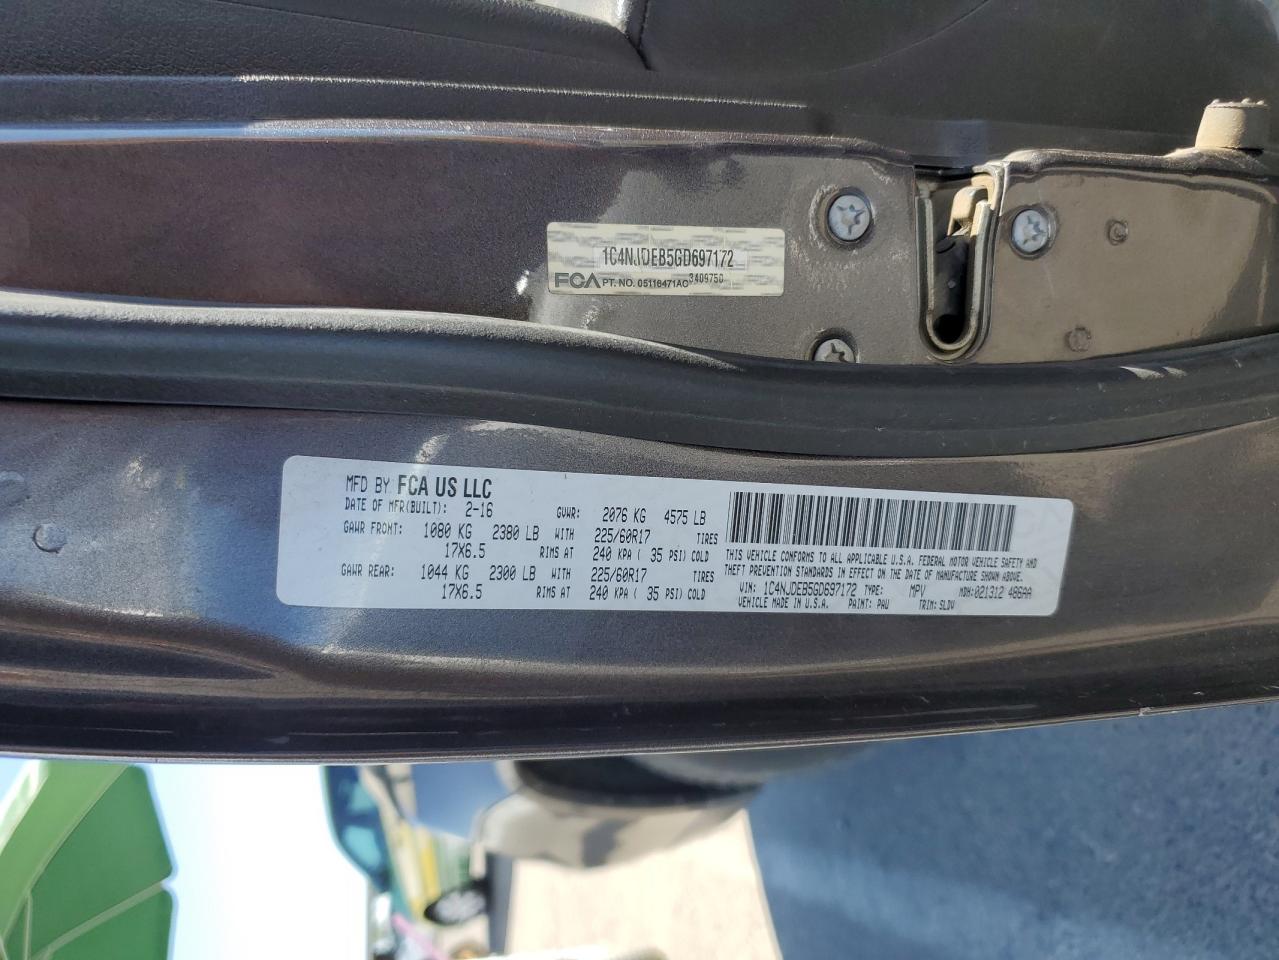 1C4NJDEB5GD697172
FCA PT. NO. 05116471AC 3409750
MFD BY FCA US LLC
DATE OF MFR(BUILT): 2-16 GVWR: 2076 KG 4575 LB
GAWR FRONT: 1080 KG 2380 LB WITH 225/60R17 TIRES
17X6.5 RIMS AT 240 KPA ( 35 PSI) COLD
GAWR REAR: 1044 KG 2300 LB WITH 225/60R17 TIRES
17X6.5 RIMS AT 240 KPA ( 35 PSI) COLD
THIS VEHICLE CONFORMS TO ALL APPLICABLE U.S.A. FEDERAL MOTOR VEHICLE SAFETY AND
THEFT PREVENTION STANDARDS IN EFFECT ON THE DATE OF MANUFACTURE SHOWN ABOVE.
VIN: 1C4NJDEB5GD697172 TYPE: MPV MDH:021312 486AA
VEHICLE MADE IN U.S.A. PAINT: PAU TRIM: SLDV